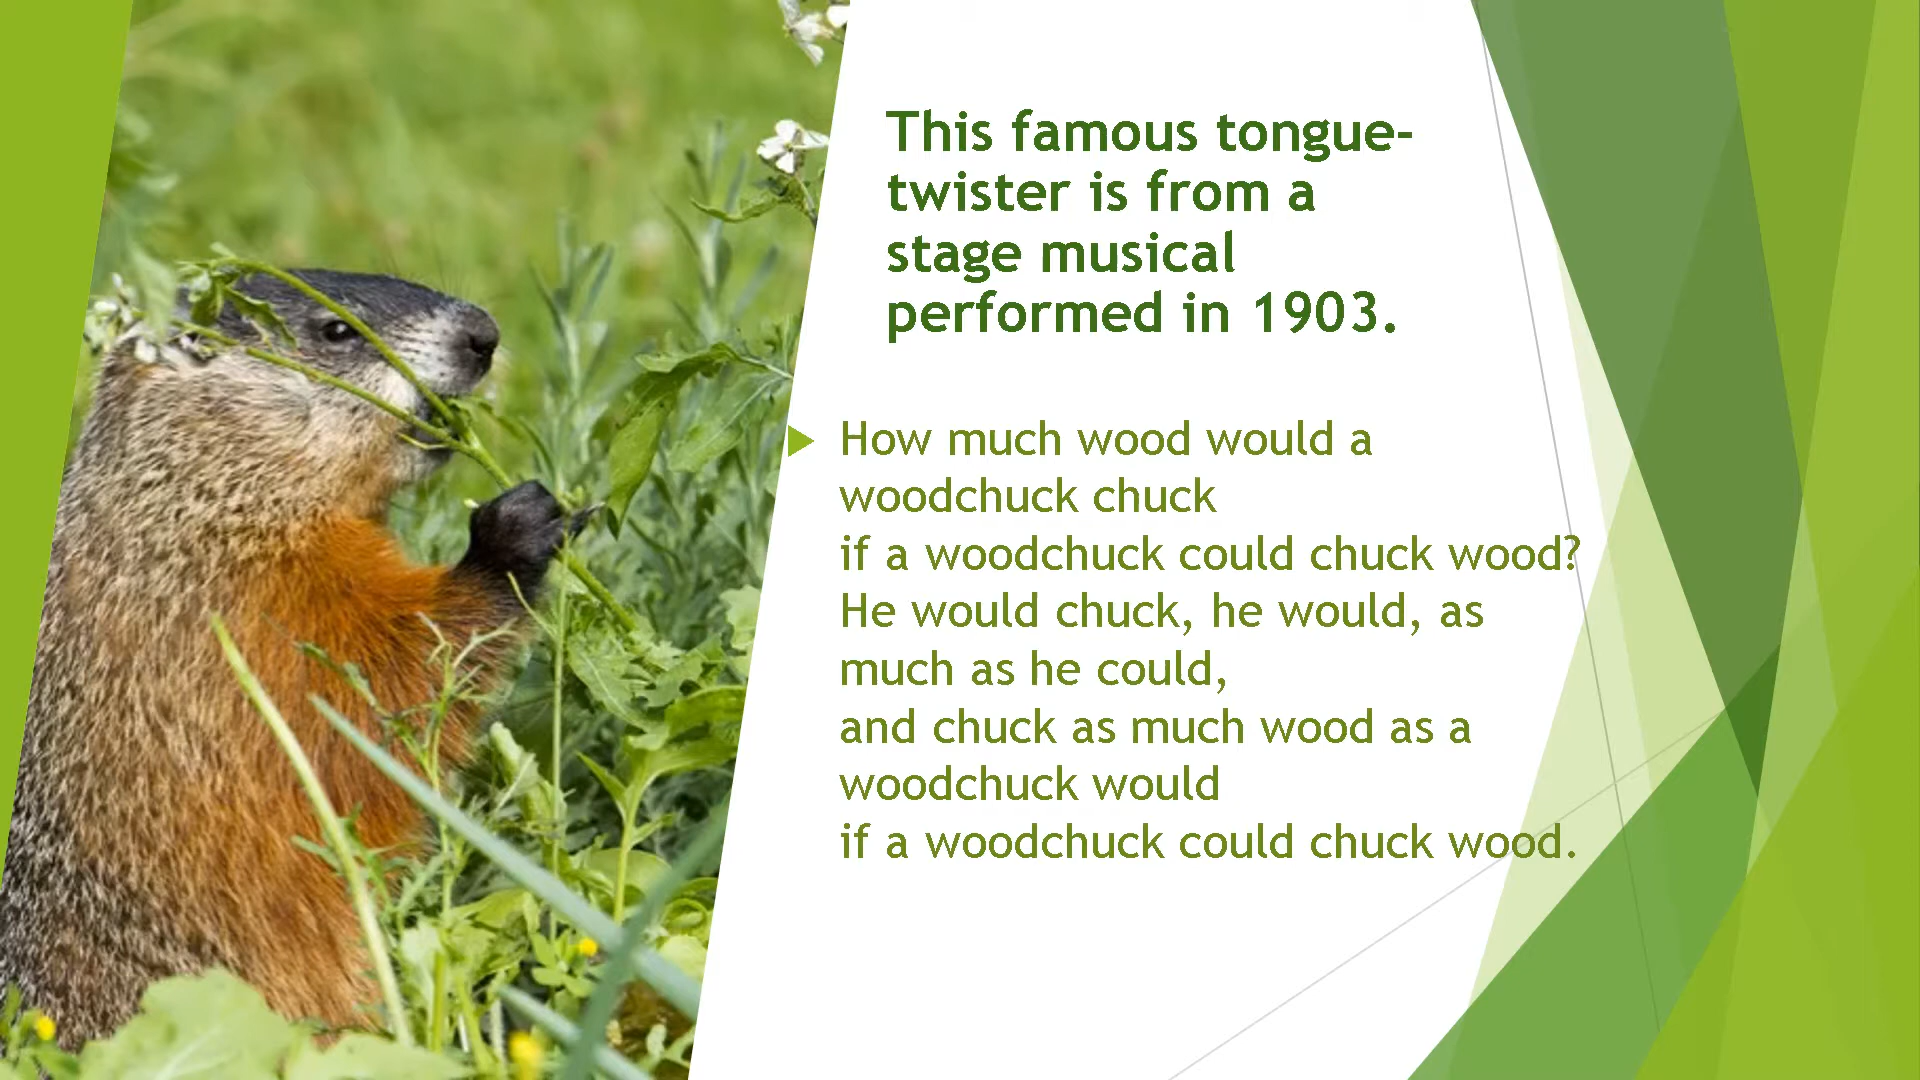 This famous tongue-
twister is from a
stage musical
performed in 1903.
How much wood would a
woodchuck chuck
if a woodchuck could chuck wood?
He would chuck, he would, as
much as he could,
and chuck as much wood as a
woodchuck would
if a woodchuck could chuck wood.